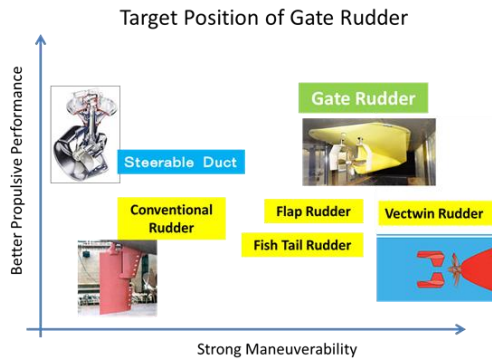 Target Position of Gate Rudder
Better Propulsive Performance
Gate Rudder
Steerable Duct
Conventional
Rudder
Flap Rudder
Vectwin Rudder
Fish Tail Rudder
Strong Maneuverability